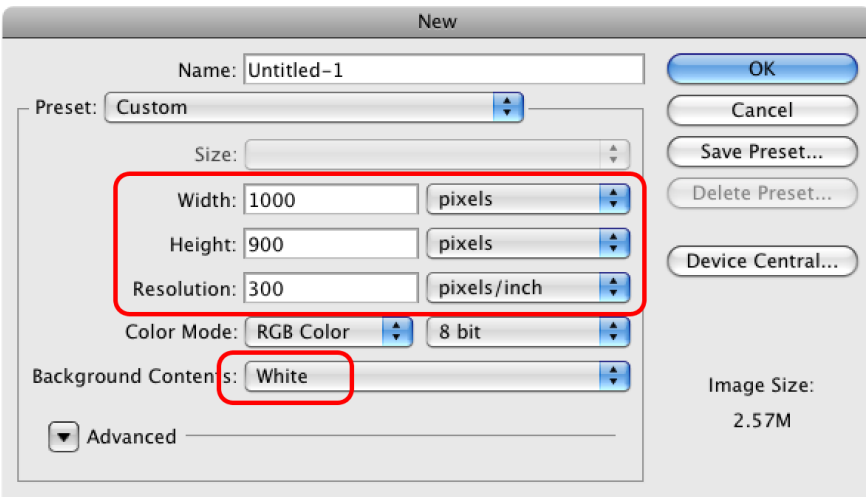 New
Name: Untitled-1
OK
Preset: Custom
Cancel
Size:
Save Preset...
Width: 1000 pixels
Delete Preset...
Height: 900 pixels
Device Central...
Resolution: 300 pixels/inch
Color Mode: RGB Color 8 bit
Background Contents: White
Image Size:
2.57M
Advanced